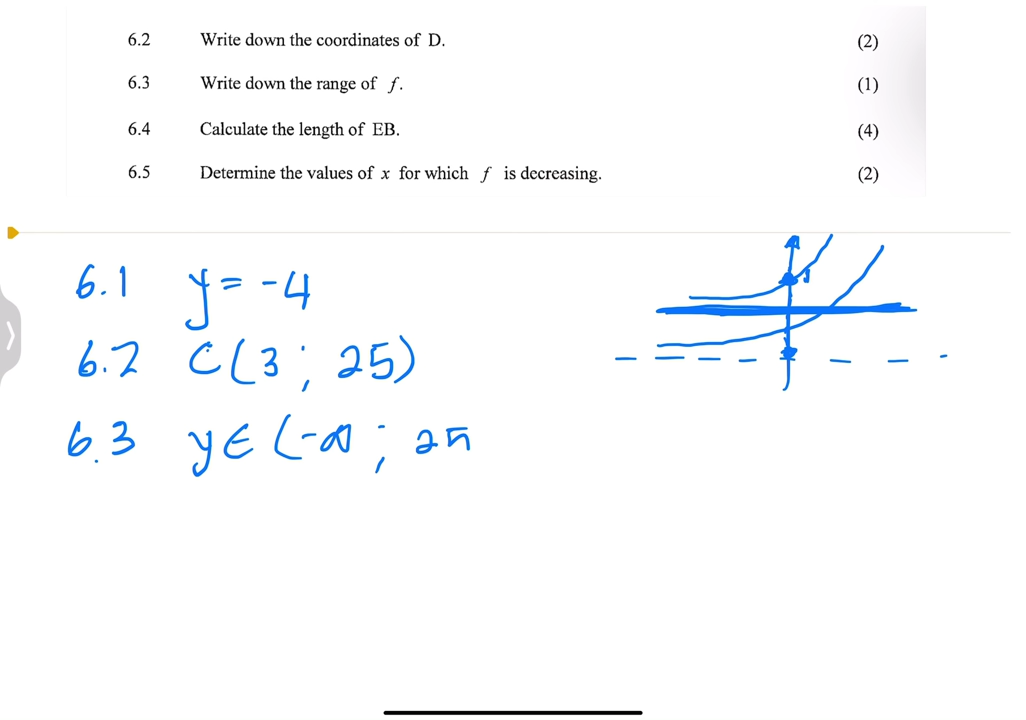 6.2 Write down the coordinates of D. (2)
6.3 Write down the range of f. (1)
6.4 Calculate the length of EB. (4)
6.5 Determine the values of x for which f is decreasing. (2)
6.1 y = -4
6.2 C(3 ; 25)
6.3 y ∈ (-∞ ; 25